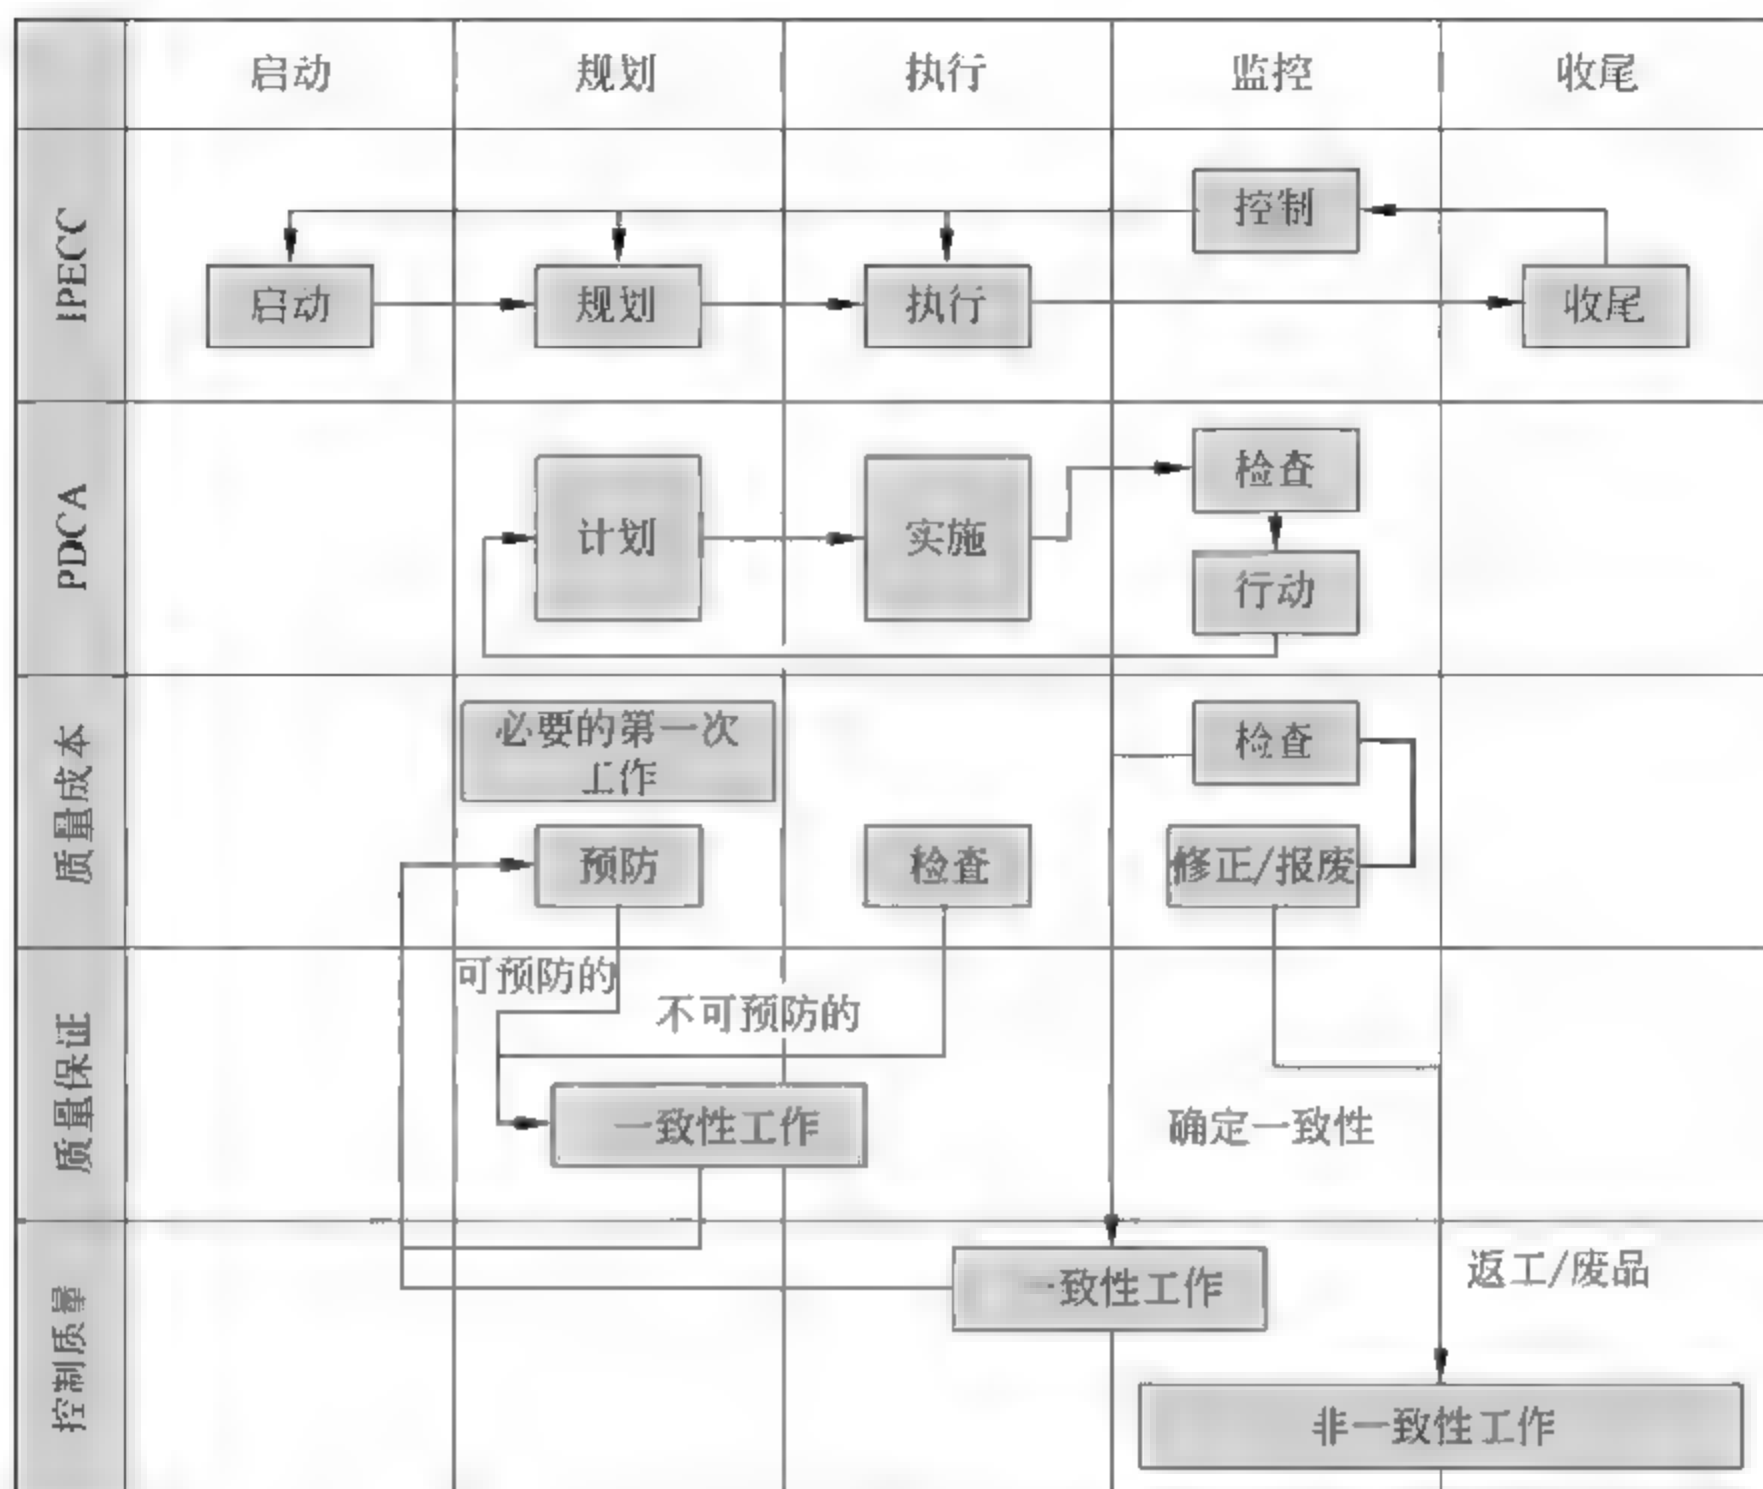 启动
规划
执行
监控
收尾
IPECC
控制
启动
规划
执行
收尾
PDCA
检查
计划
实施
行动
质量成本
必要的第一次
工作
检查
预防
检查
修正/报废
质量保证
可预防的
不可预防的
一致性工作
确定一致性
控制质量
一致性工作
返工/废品
非一致性工作